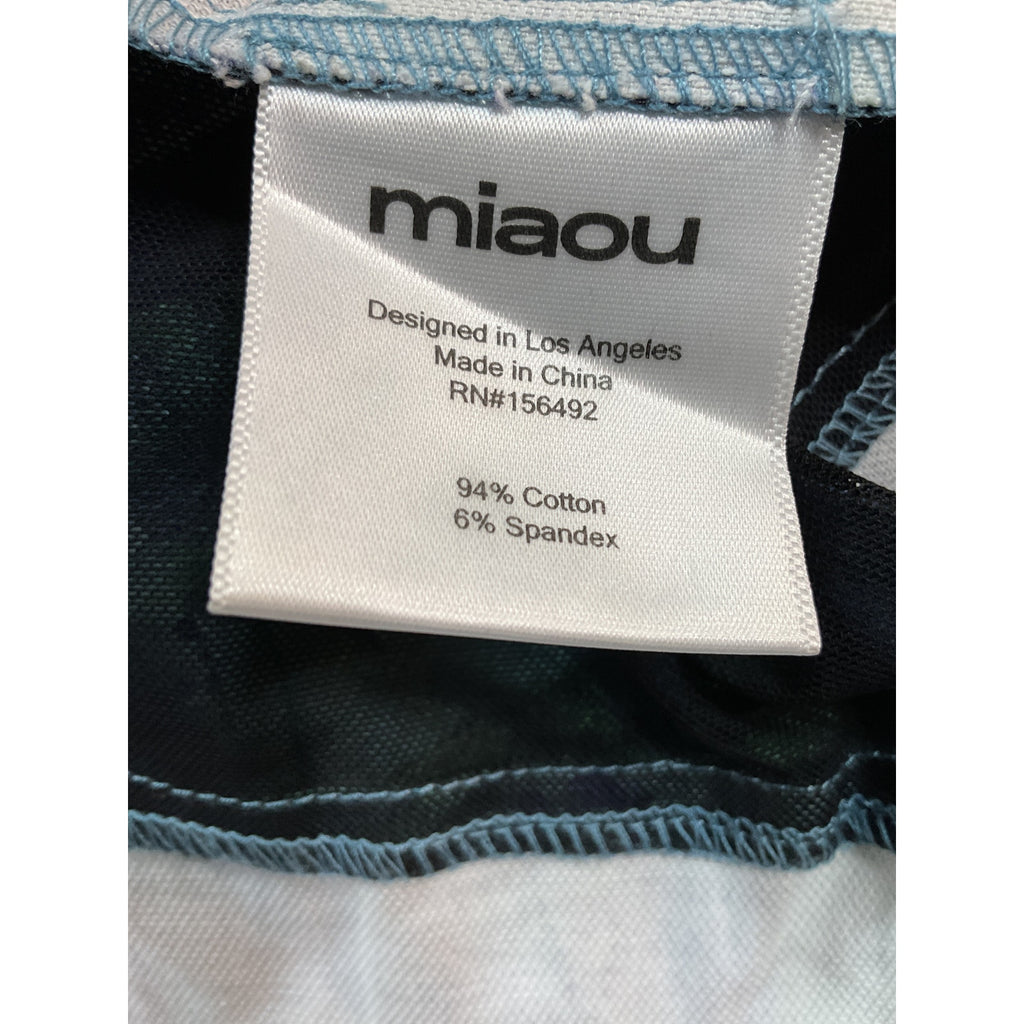 miaou
Designed in Los Angeles
Made in China
RN#156492
94% Cotton
6% Spandex